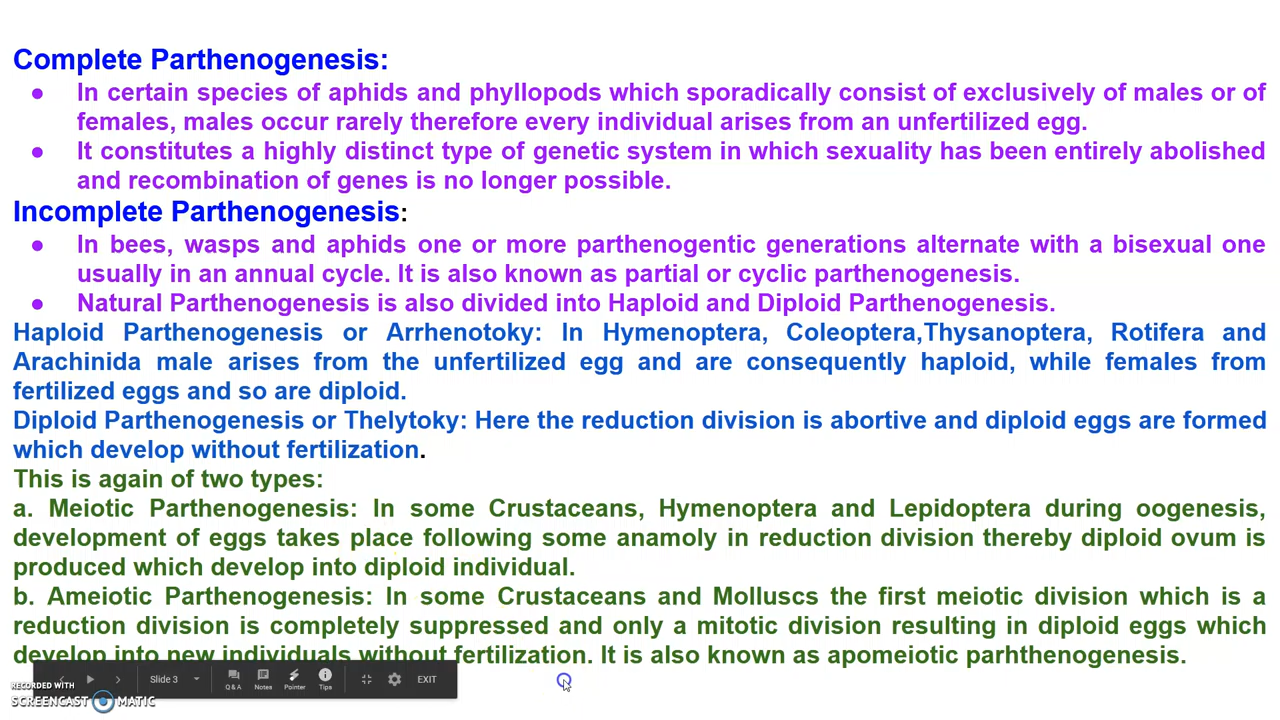 Complete Parthenogenesis:
● In certain species of aphids and phyllopods which sporadically consist of exclusively of males or of
females, males occur rarely therefore every individual arises from an unfertilized egg.
● It constitutes a highly distinct type of genetic system in which sexuality has been entirely abolished
and recombination of genes is no longer possible.
Incomplete Parthenogenesis:
● In bees, wasps and aphids one or more parthenogentic generations alternate with a bisexual one
usually in an annual cycle. It is also known as partial or cyclic parthenogenesis.
● Natural Parthenogenesis is also divided into Haploid and Diploid Parthenogenesis.
Haploid Parthenogenesis or Arrhenotoky: In Hymenoptera, Coleoptera,Thysanoptera, Rotifera and
Arachinida male arises from the unfertilized egg and are consequently haploid, while females from
fertilized eggs and so are diploid.
Diploid Parthenogenesis or Thelytoky: Here the reduction division is abortive and diploid eggs are formed
which develop without fertilization.
This is again of two types:
a. Meiotic Parthenogenesis: In some Crustaceans, Hymenoptera and Lepidoptera during oogenesis,
development of eggs takes place following some anamoly in reduction division thereby diploid ovum is
produced which develop into diploid individual.
b. Ameiotic Parthenogenesis: In some Crustaceans and Molluscs the first meiotic division which is a
reduction division is completely suppressed and only a mitotic division resulting in diploid eggs which
develop into new individuals without fertilization. It is also known as apomeiotic parhthenogenesis.
Slide 3
Q & A
Notes
Pointer
Tips
EXIT
RECORDED WITH
SCREENCAST MATIC